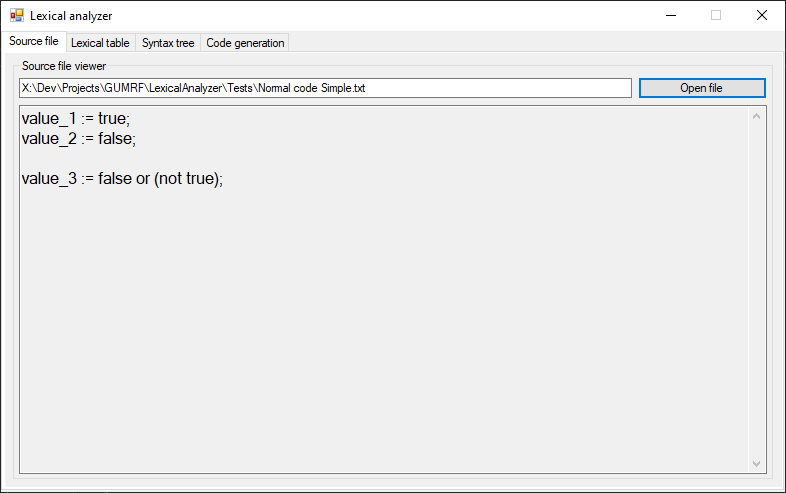 Lexical analyzer
Source file Lexical table Syntax tree Code generation
Source file viewer
X:\Dev\Projects\GUMRF\LexicalAnalyzer\Tests\Normal code Simple.txt Open file
value_1 := true;
value_2 := false;
value_3 := false or (not true);